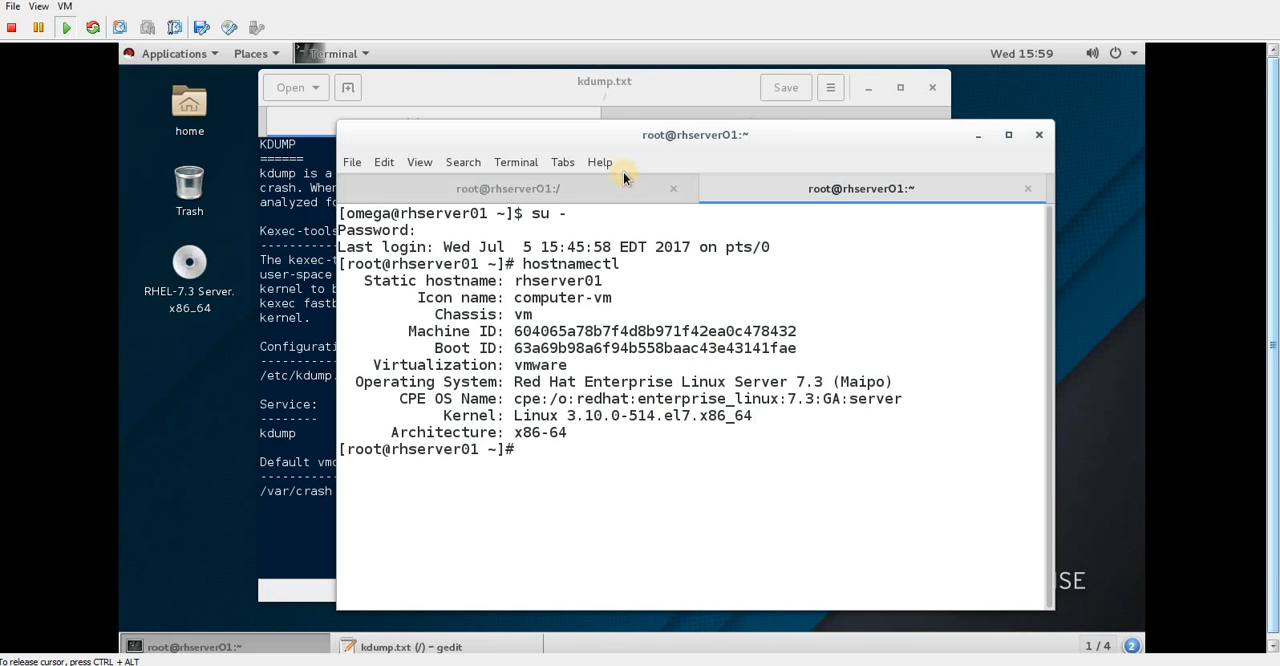 File View VM
Applications Places Terminal Wed 15:59
home
Trash
RHEL-7.3 Server.
x86_64
Open kdump.txt Save
/
KDUMP
======
kdump is a
crash. When
analyzed fo
Kexec-tools
-----------
The kexec-t
user-space
kernel to b
kexec fastb
kernel.
Configurati
-----------
/etc/kdump.
Service:
--------
kdump
Default vmc
-----------
/var/crash
root@rhserver01:~
File Edit View Search Terminal Tabs Help
root@rhserver01:/ root@rhserver01:~
[omega@rhserver01 ~]$ su -
Password:
Last login: Wed Jul  5 15:45:58 EDT 2017 on pts/0
[root@rhserver01 ~]# hostnamectl
Static hostname: rhserver01
Icon name: computer-vm
Chassis: vm
Machine ID: 604065a78b7f4d8b971f42ea0c478432
Boot ID: 63a69b98a6f94b558baac43e43141fae
Virtualization: vmware
Operating System: Red Hat Enterprise Linux Server 7.3 (Maipo)
CPE OS Name: cpe:/o:redhat:enterprise_linux:7.3:GA:server
Kernel: Linux 3.10.0-514.el7.x86_64
Architecture: x86-64
[root@rhserver01 ~]#
SE
root@rhserver01:~ kdump.txt (/) – gedit 1 / 4 2
To release cursor, press CTRL + ALT